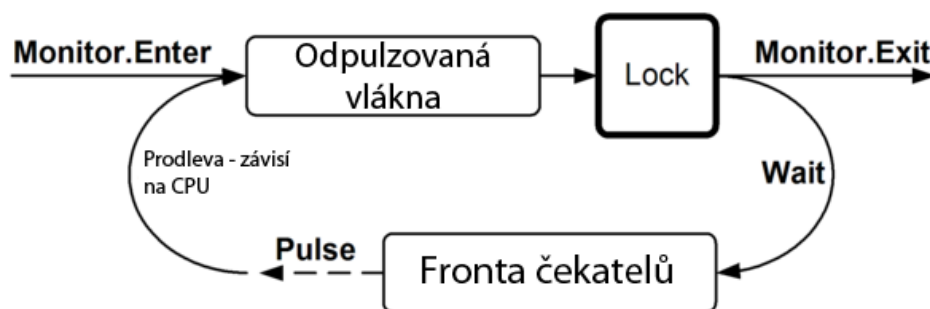 Monitor.Enter
Odpulzovaná
vlákna
Lock
Monitor.Exit
Prodleva - závisí
na CPU
Wait
Pulse
Fronta čekatelů